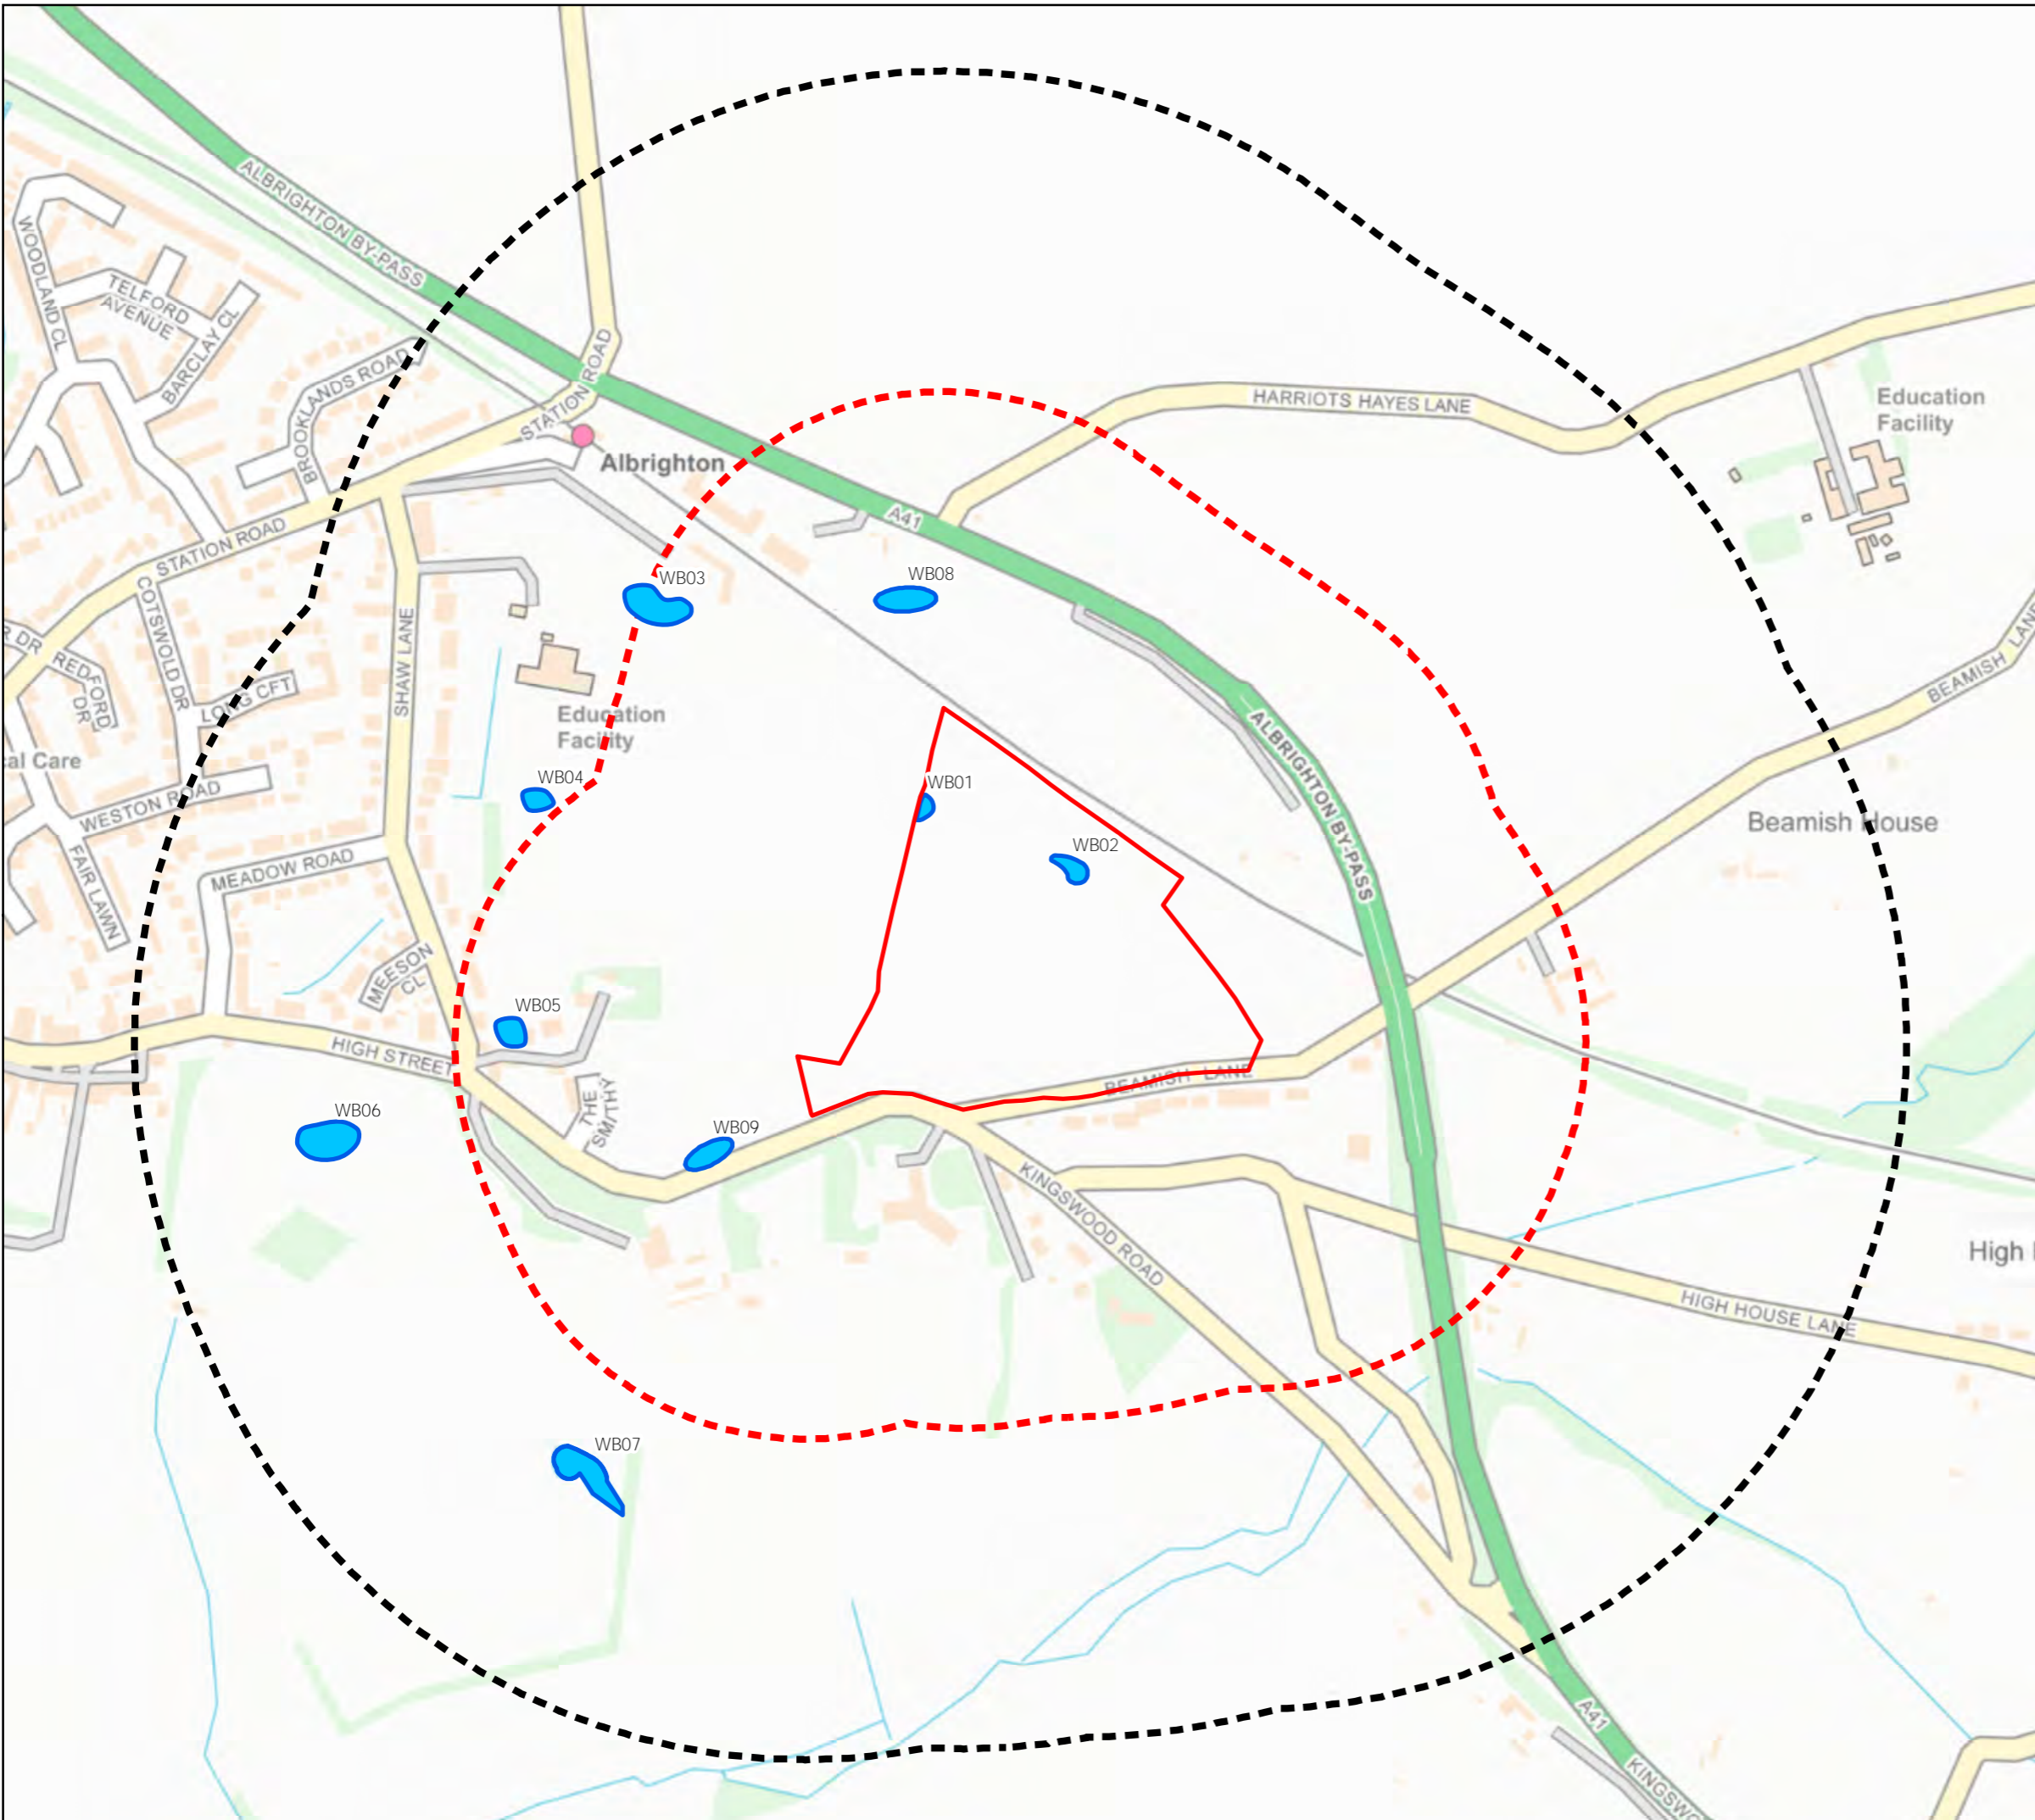 ALBRIGHTON BY-PASS
WOODLAND CL
TELFORD
AVENUE
BARCLAY CL
BROOKLANDS ROAD
STATION ROAD
STATION ROAD
Albrighton
HARRIOTS HAYES LANE
Education
Facility
A41
COTSWOLD DR
WB03
WB08
SHAW LANE
R DR
REDFORD
DR
LONG CFT
Education
Facility
BEAMISH LANE
ALBRIGHTON BY-PASS
cal Care
WESTON ROAD
WB04
WB01
Beamish House
FAIR LAWN
MEADOW ROAD
WB02
MEESON
CL
WB05
HIGH STREET
BEAMISH LANE
THE
SMITHY
WB06
WB09
KINGSWOOD ROAD
High
HIGH HOUSE LANE
WB07
A41
KINGSWO